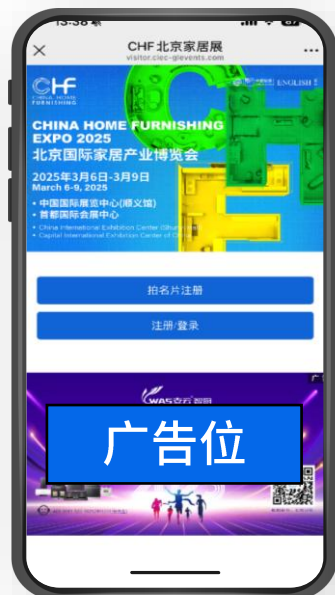 13:38
CHF 北京家居展
visitor.ciec-glevents.com
CHF
CHINA HOME
FURNISHING
ENGLISH
CHINA HOME FURNISHING
EXPO 2025
北京国际家居产业博览会
2025年3月6日-3月9日
March 6-9, 2025
• 中国国际展览中心(顺义馆)
• 首都国际会展中心
• China International Exhibition Center
• Capital International Exhibition Center of
拍名片注册
注册/登录
广
广告位